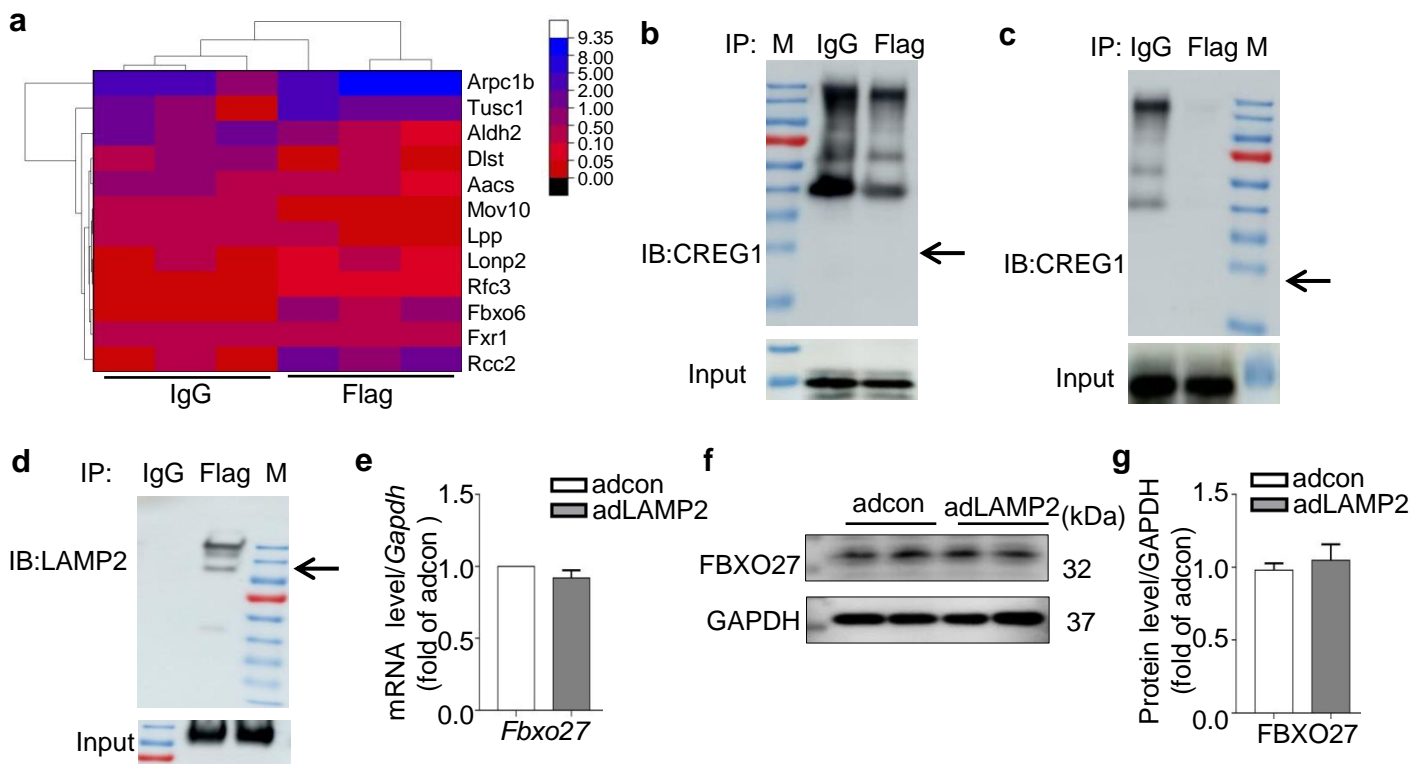 a
9.35
8.00
5.00
2.00
1.00
0.50
0.10
0.05
0.00
Arpc1b
Tusc1
Aldh2
Dlst
Aacs
Mov10
Lpp
Lonp2
Rfc3
Fbxo6
Fxr1
Rcc2
IgG Flag
b
IP: M IgG Flag
IB:CREG1
Input
c
IP: IgG Flag M
IB:CREG1
Input
d
IP: IgG Flag M
IB:LAMP2
Input
e
adcon
adLAMP2
mRNA level/Gapdh
(fold of adcon )
1.5
1.0
0.5
0.0
Fbxo27
f
adcon adLAMP2 (kDa)
FBXO27 32
GAPDH 37
g
adcon
adLAMP2
Protein level/GAPDH
(fold of adcon)
1.5
1.0
0.5
0.0
FBXO27